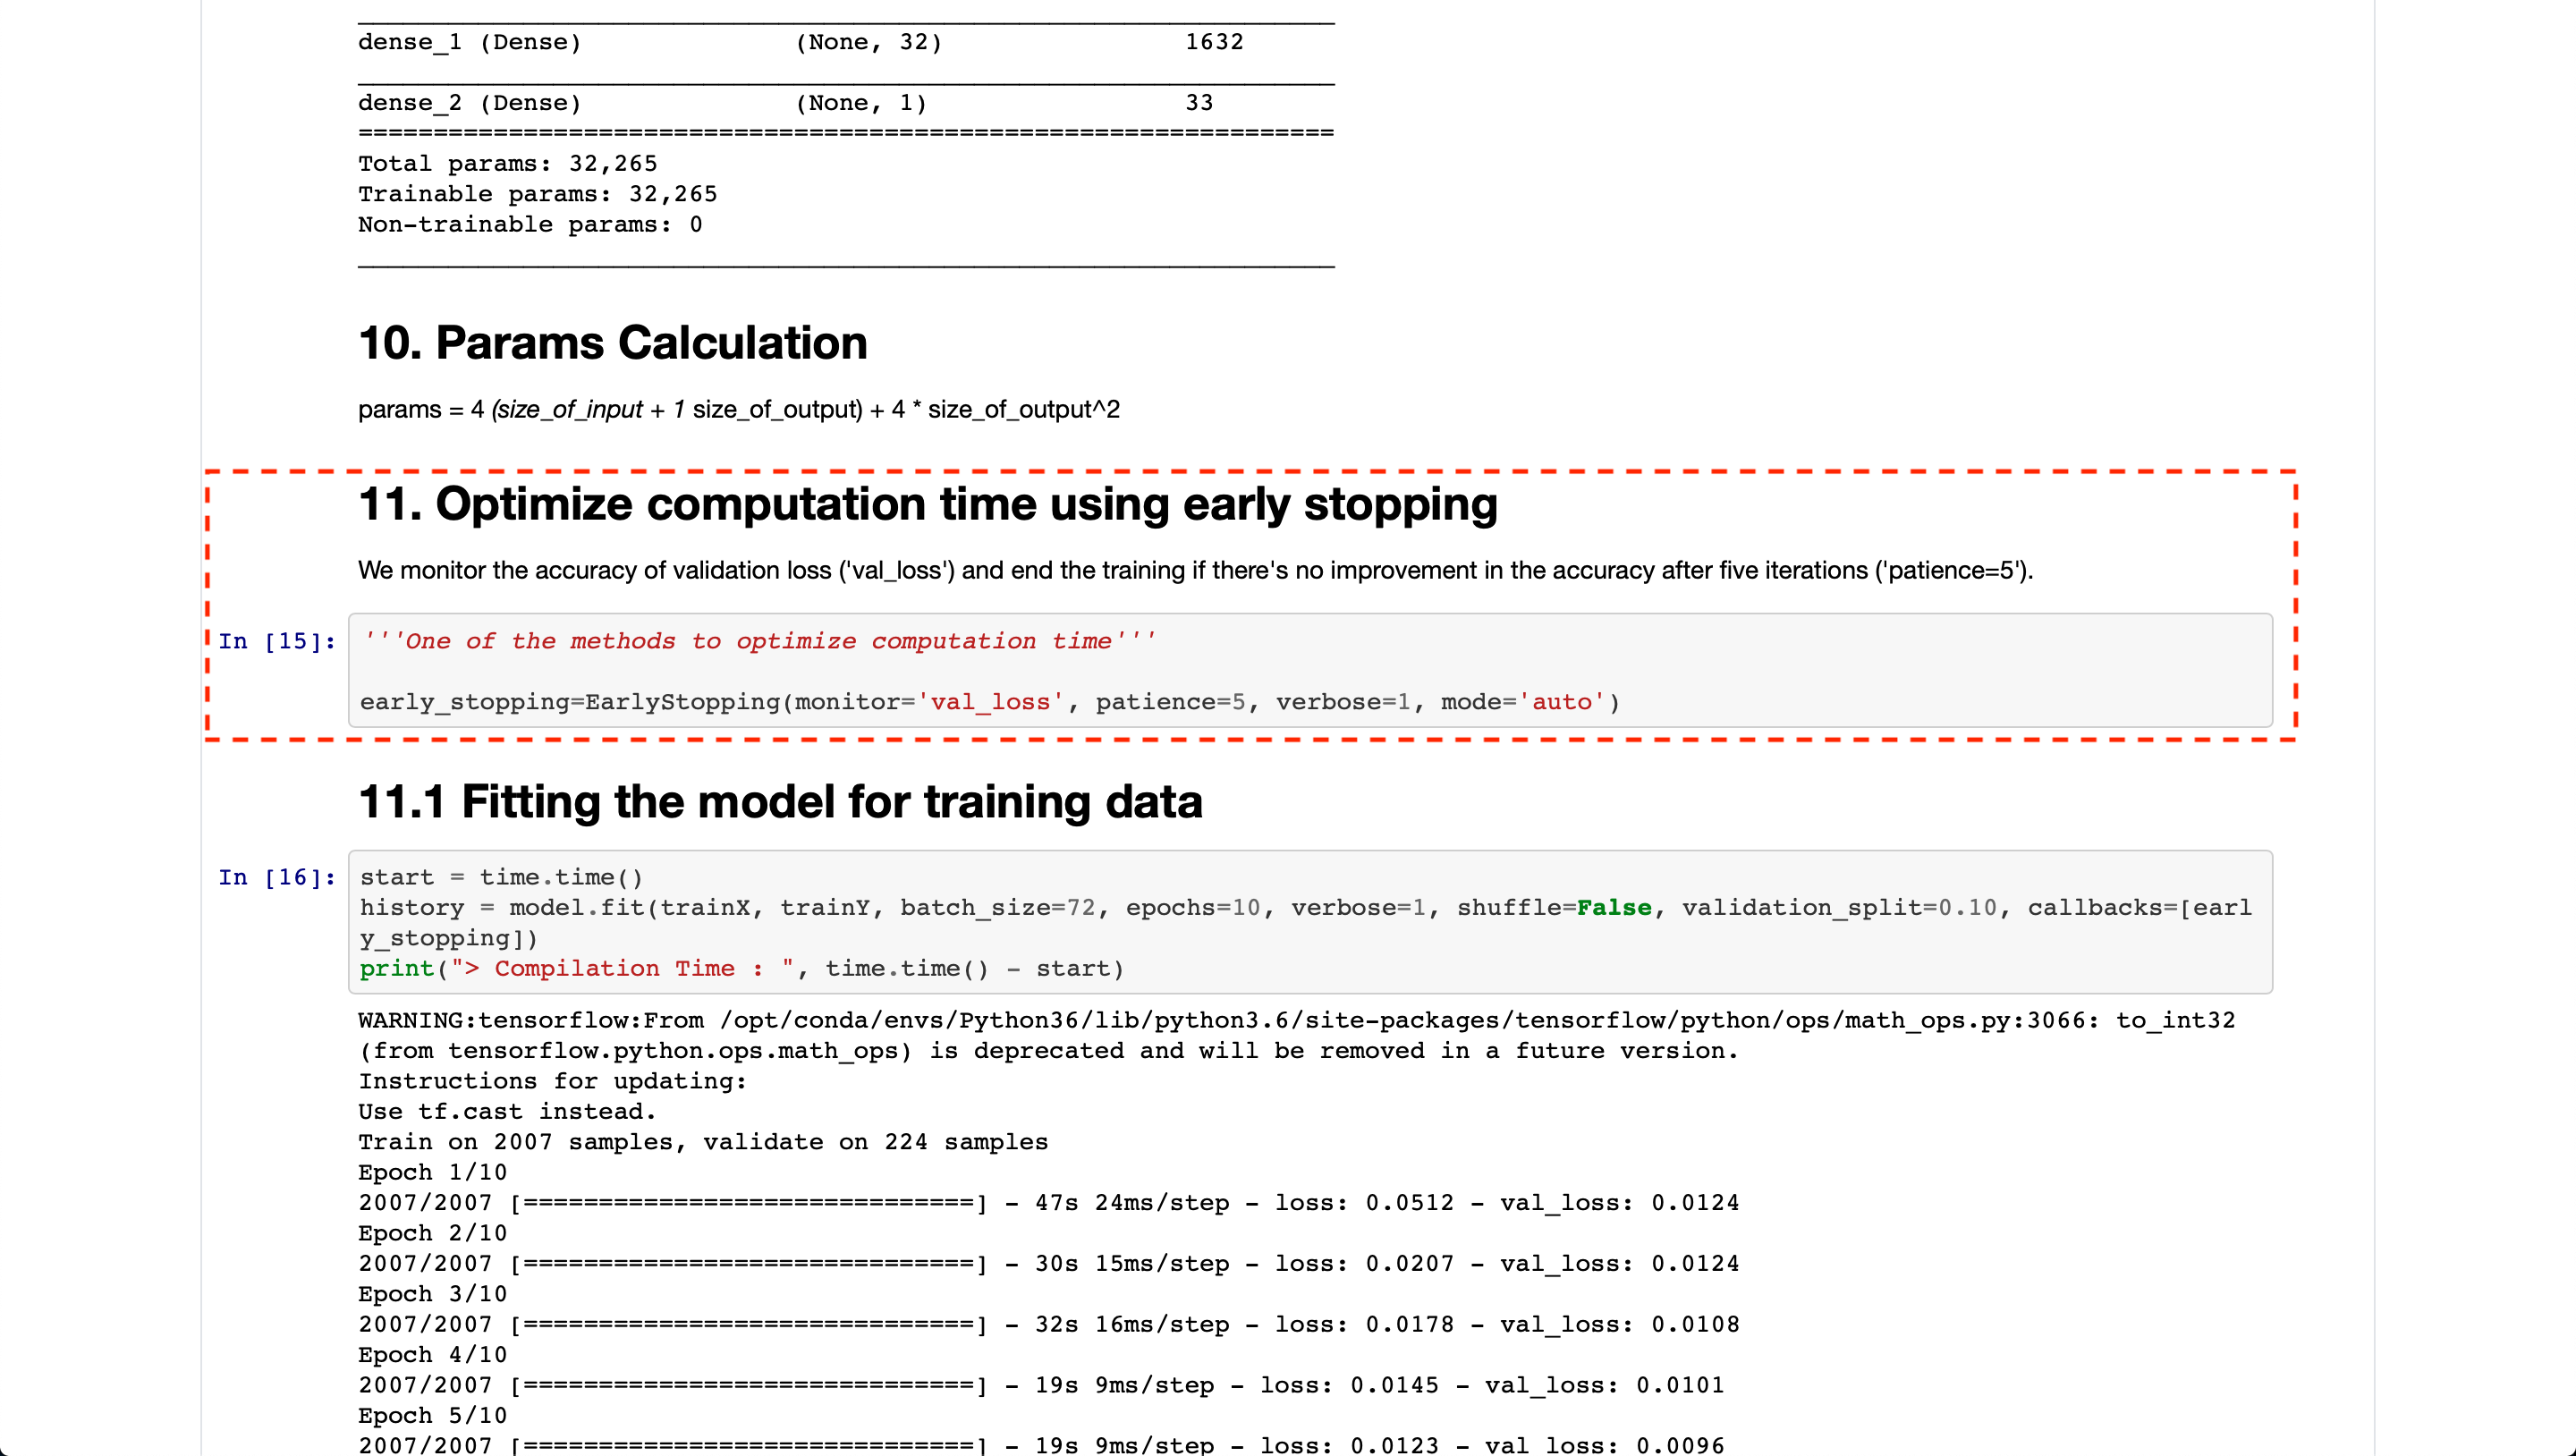 dense_1 (Dense) (None, 32) 1632
dense_2 (Dense) (None, 1) 33
=================================================================
Total params: 32,265
Trainable params: 32,265
Non-trainable params: 0
10. Params Calculation
params = 4 (size_of_input + 1 size_of_output) + 4 * size_of_output^2
11. Optimize computation time using early stopping
We monitor the accuracy of validation loss ('val_loss') and end the training if there's no improvement in the accuracy after five iterations ('patience=5').
In [15]: '''One of the methods to optimize computation time'''
early_stopping=EarlyStopping(monitor='val_loss', patience=5, verbose=1, mode='auto')
11.1 Fitting the model for training data
In [16]: start = time.time()
history = model.fit(trainX, trainY, batch_size=72, epochs=10, verbose=1, shuffle=False, validation_split=0.10, callbacks=[earl
y_stopping])
print("> Compilation Time : ", time.time() - start)
WARNING:tensorflow:From /opt/conda/envs/Python36/lib/python3.6/site-packages/tensorflow/python/ops/math_ops.py:3066: to_int32
(from tensorflow.python.ops.math_ops) is deprecated and will be removed in a future version.
Instructions for updating:
Use tf.cast instead.
Train on 2007 samples, validate on 224 samples
Epoch 1/10
2007/2007 [==============================] - 47s 24ms/step - loss: 0.0512 - val_loss: 0.0124
Epoch 2/10
2007/2007 [==============================] - 30s 15ms/step - loss: 0.0207 - val_loss: 0.0124
Epoch 3/10
2007/2007 [==============================] - 32s 16ms/step - loss: 0.0178 - val_loss: 0.0108
Epoch 4/10
2007/2007 [==============================] - 19s 9ms/step - loss: 0.0145 - val_loss: 0.0101
Epoch 5/10
2007/2007 [==============================] - 19s 9ms/step - loss: 0.0123 - val_loss: 0.0096